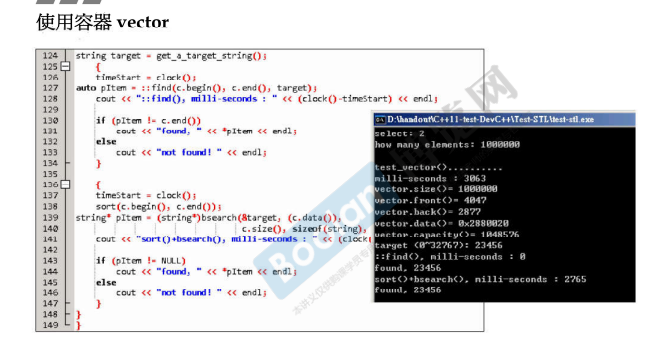 使用容器 vector
124 string target = get_a_target_string();
125 {
126 timeStart = clock();
127 auto pItem = ::find(c.begin(), c.end(), target);
128 cout << "::find(), milli-seconds : " << (clock()-timeStart) << endl;
129
130 if (pItem != c.end())
131 cout << "found, " << *pItem << endl;
132 else
133 cout << "not found! " << endl;
134 }
135
136 {
137 timeStart = clock();
138 sort(c.begin(), c.end());
139 string* pItem = (string*)bsearch(&target, (c.data()),
140 c.size(), sizeof(string),
141 cout << "sort()+bsearch(), milli-seconds : " << (clock(
142
143 if (pItem != NULL)
144 cout << "found, " << *pItem << endl;
145 else
146 cout << "not found! " << endl;
147 }
148 }
149 }
D:\handout\C++11-test-DevC++\Test-STL\test-stl.exe
select: 2
how many elements: 1000000
test_vector()..........
milli-seconds : 3063
vector.size()= 1000000
vector.front()= 4047
vector.back()= 2877
vector.data()= 0x2880020
vector.capacity()= 1048576
target (0~32767): 23456
::find(), milli-seconds : 0
found, 23456
sort()+bsearch(), milli-seconds : 2765
found, 23456